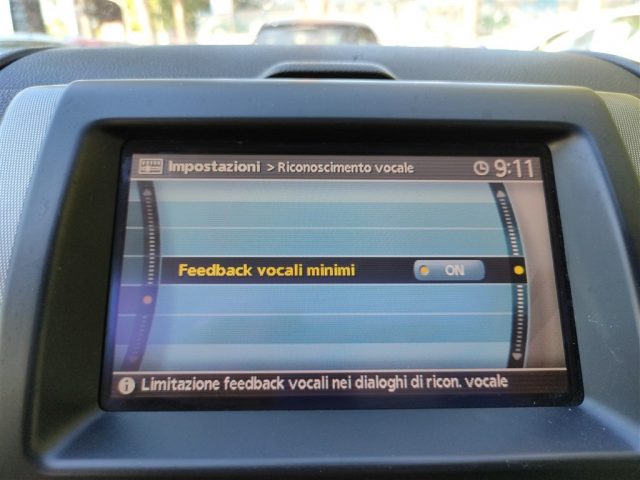 Impostazioni > Riconoscimento vocale 9:11
Feedback vocali minimi ON
Limitazione feedback vocali nei dialoghi di ricon. vocale